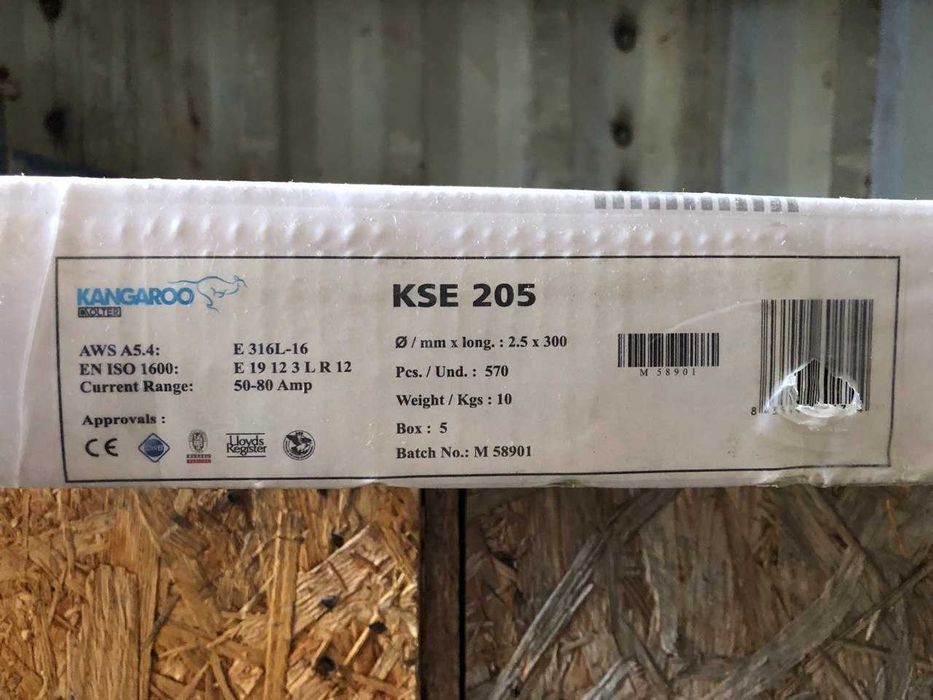 KANGAROO
KSE 205
AWS A5.4: E 316L-16
EN ISO 1600: E 19 12 3 L R 12
Current Range: 50-80 Amp
Approvals :
CE
Lloyds
Register
Ø / mm x long. : 2.5 x 300
Pcs. / Und. : 570
Weight / Kgs : 10
Box : 5
Batch No.: M 58901
M 58901
8